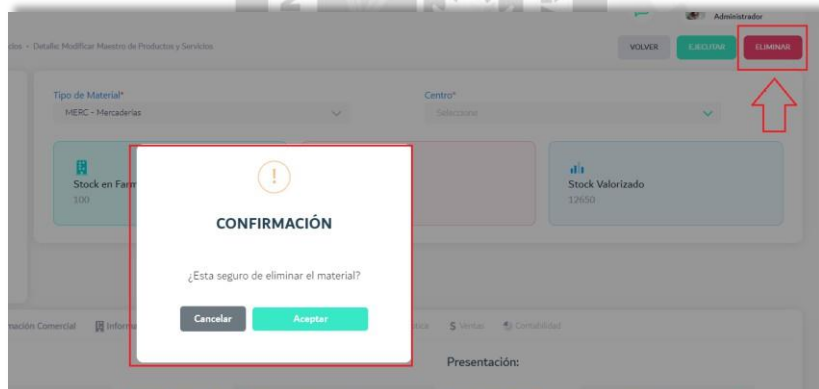 Administrador
Detalle Modificar Maestro de Productos y Servicios
VOLVER
EJECUTAR
ELIMINAR
Tipo de Material*
MERC - Mercaderías
Centro*
Seleccione
Stock en Farm
100
Stock Valorizado
12650
CONFIRMACIÓN
¿Esta seguro de eliminar el material?
Cancelar
Aceptar
mación Comercial
Informa
$ Ventas
Contabilidad
Presentación: